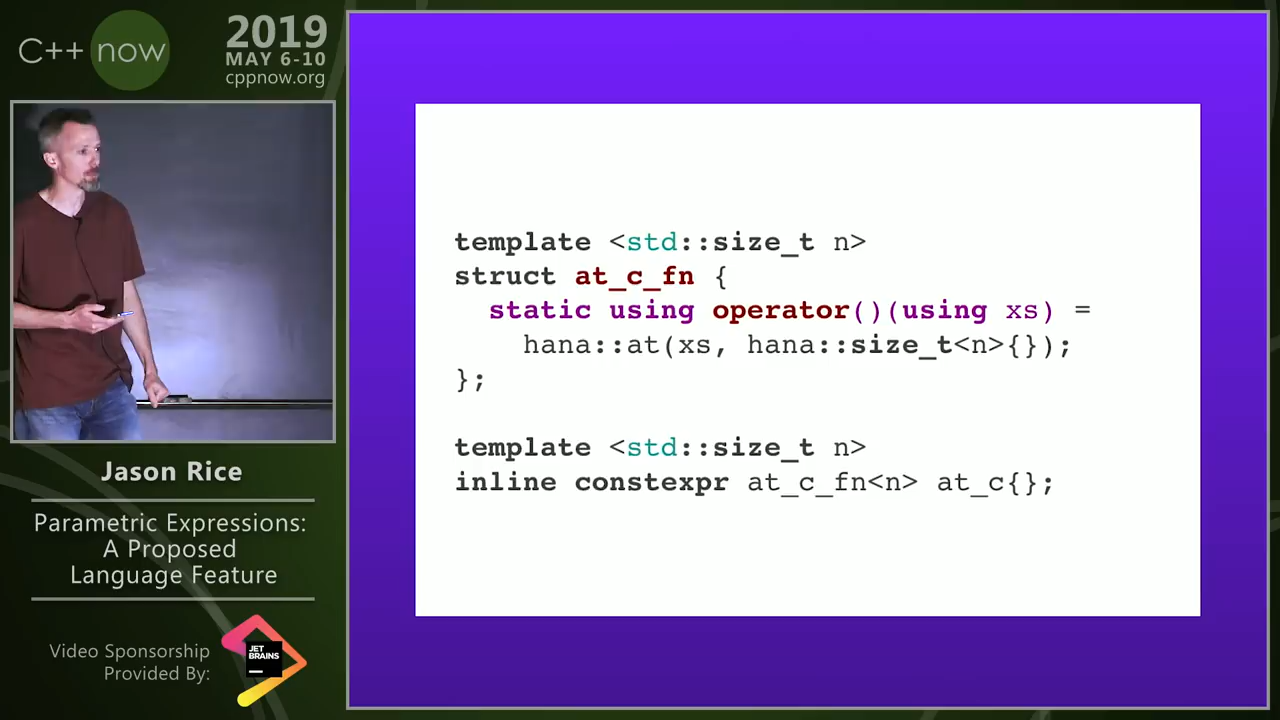 C++ now
2019
MAY 6-10
cppnow.org
template <std::size_t n>
struct at_c_fn {
  static using operator()(using xs) =
    hana::at(xs, hana::size_t<n>{});
};
template <std::size_t n>
inline constexpr at_c_fn<n> at_c{};
Jason Rice
Parametric Expressions:
A Proposed
Language Feature
Video Sponsorship
Provided By:
JET
BRAINS